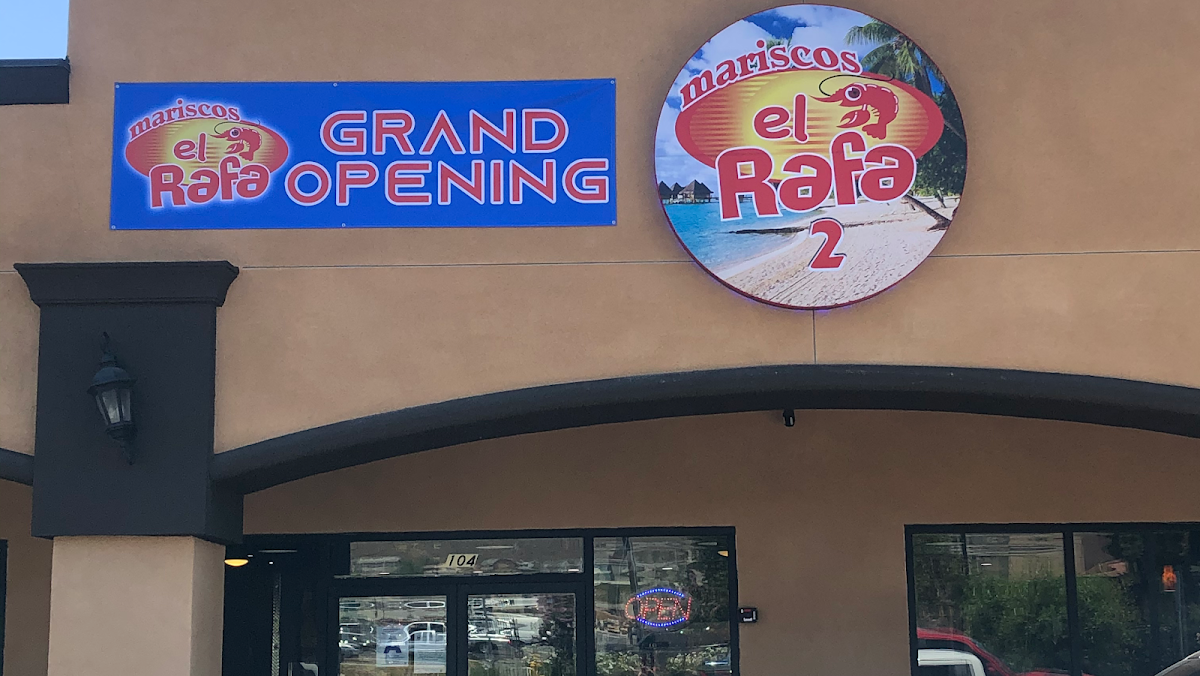 mariscos
el
Rafa
GRAND
OPENING
mariscos
el
Rafa
2
104
OPEN